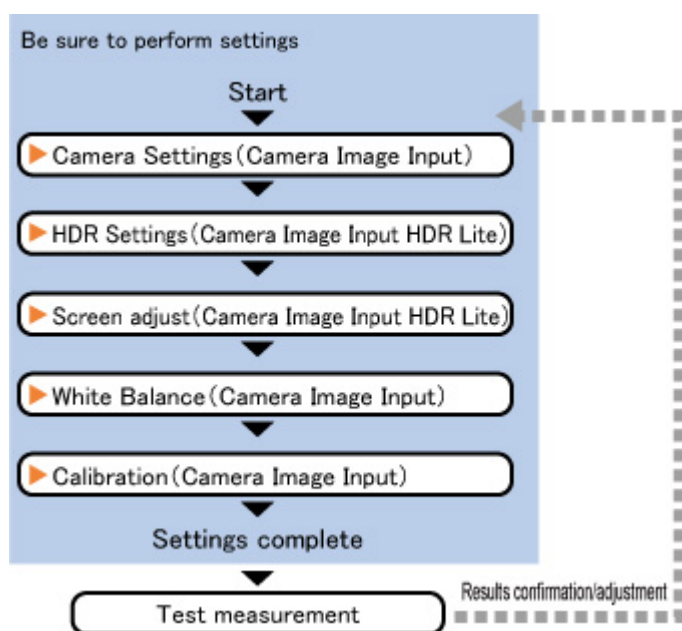 Be sure to perform settings
Start
Camera Settings(Camera Image Input)
HDR Settings(Camera Image Input HDR Lite)
Screen adjust(Camera Image Input HDR Lite)
White Balance(Camera Image Input)
Calibration(Camera Image Input)
Settings complete
Results confirmation/adjustment
Test measurement